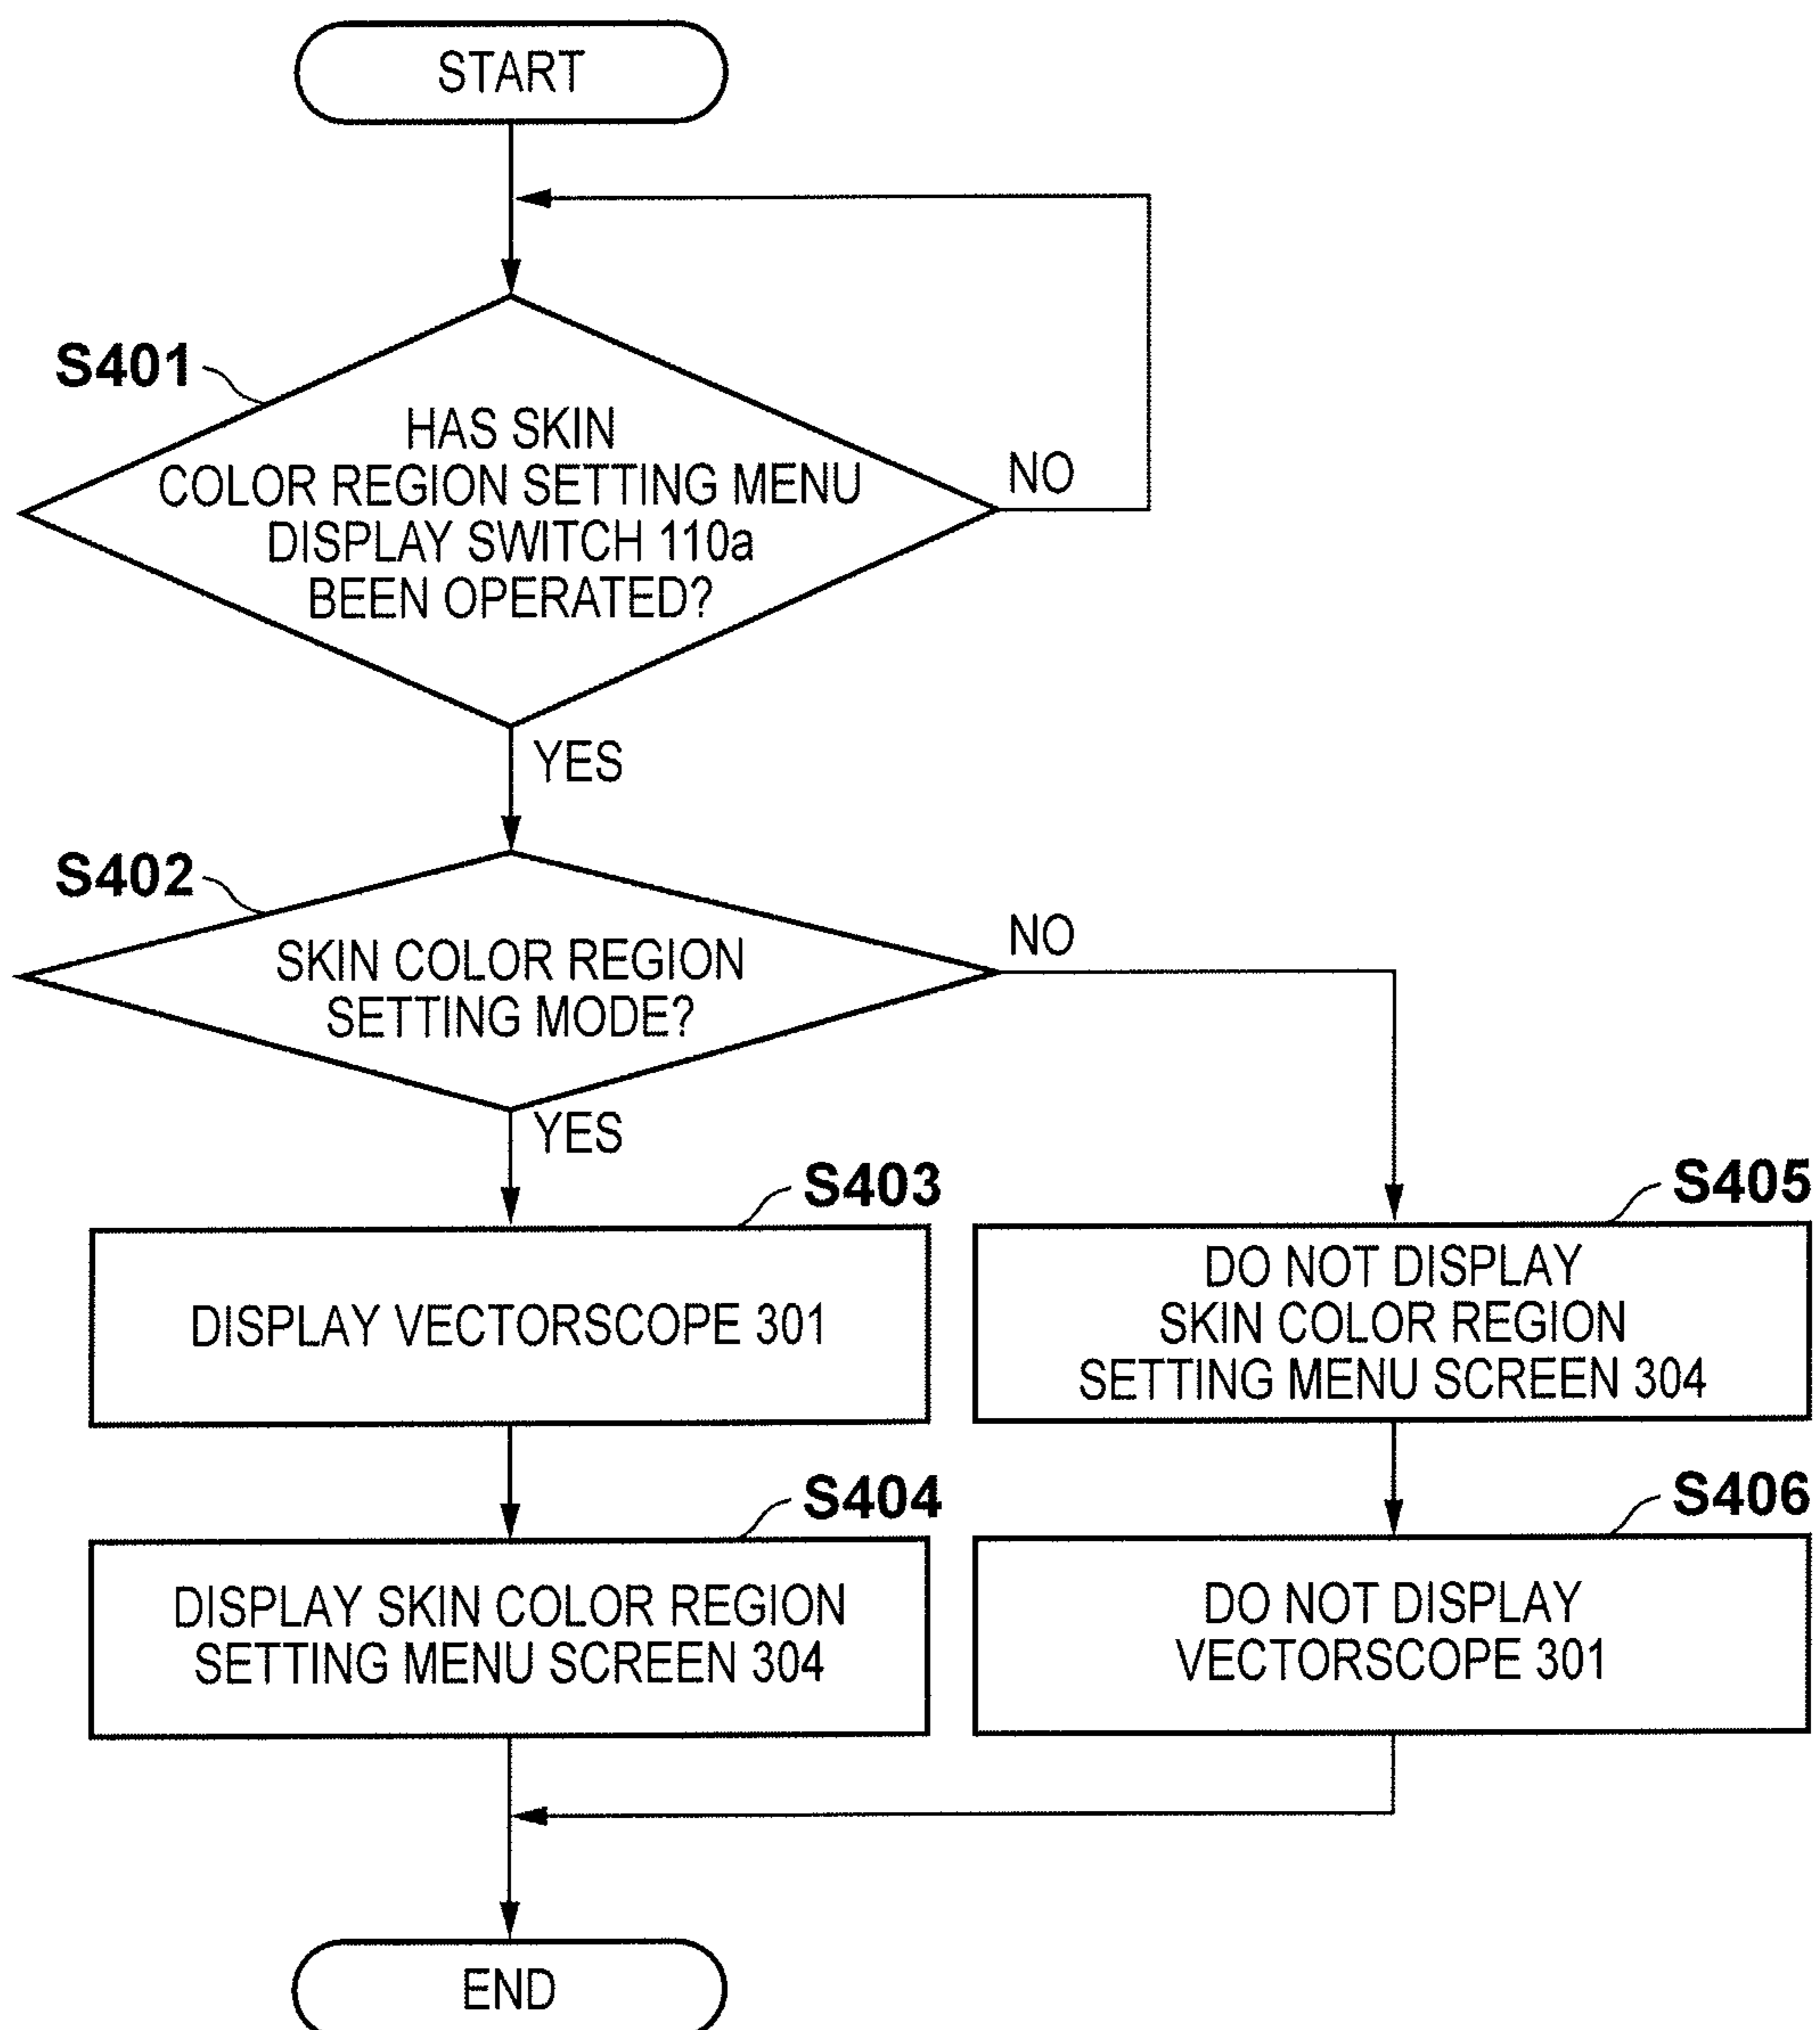 START
S401
HAS SKIN
COLOR REGION SETTING MENU
DISPLAY SWITCH 110a
BEEN OPERATED?
NO
YES
S402
SKIN COLOR REGION
SETTING MODE?
NO
YES
S403
DISPLAY VECTORSCOPE 301
S405
DO NOT DISPLAY
SKIN COLOR REGION
SETTING MENU SCREEN 304
S404
DISPLAY SKIN COLOR REGION
SETTING MENU SCREEN 304
S406
DO NOT DISPLAY
VECTORSCOPE 301
END